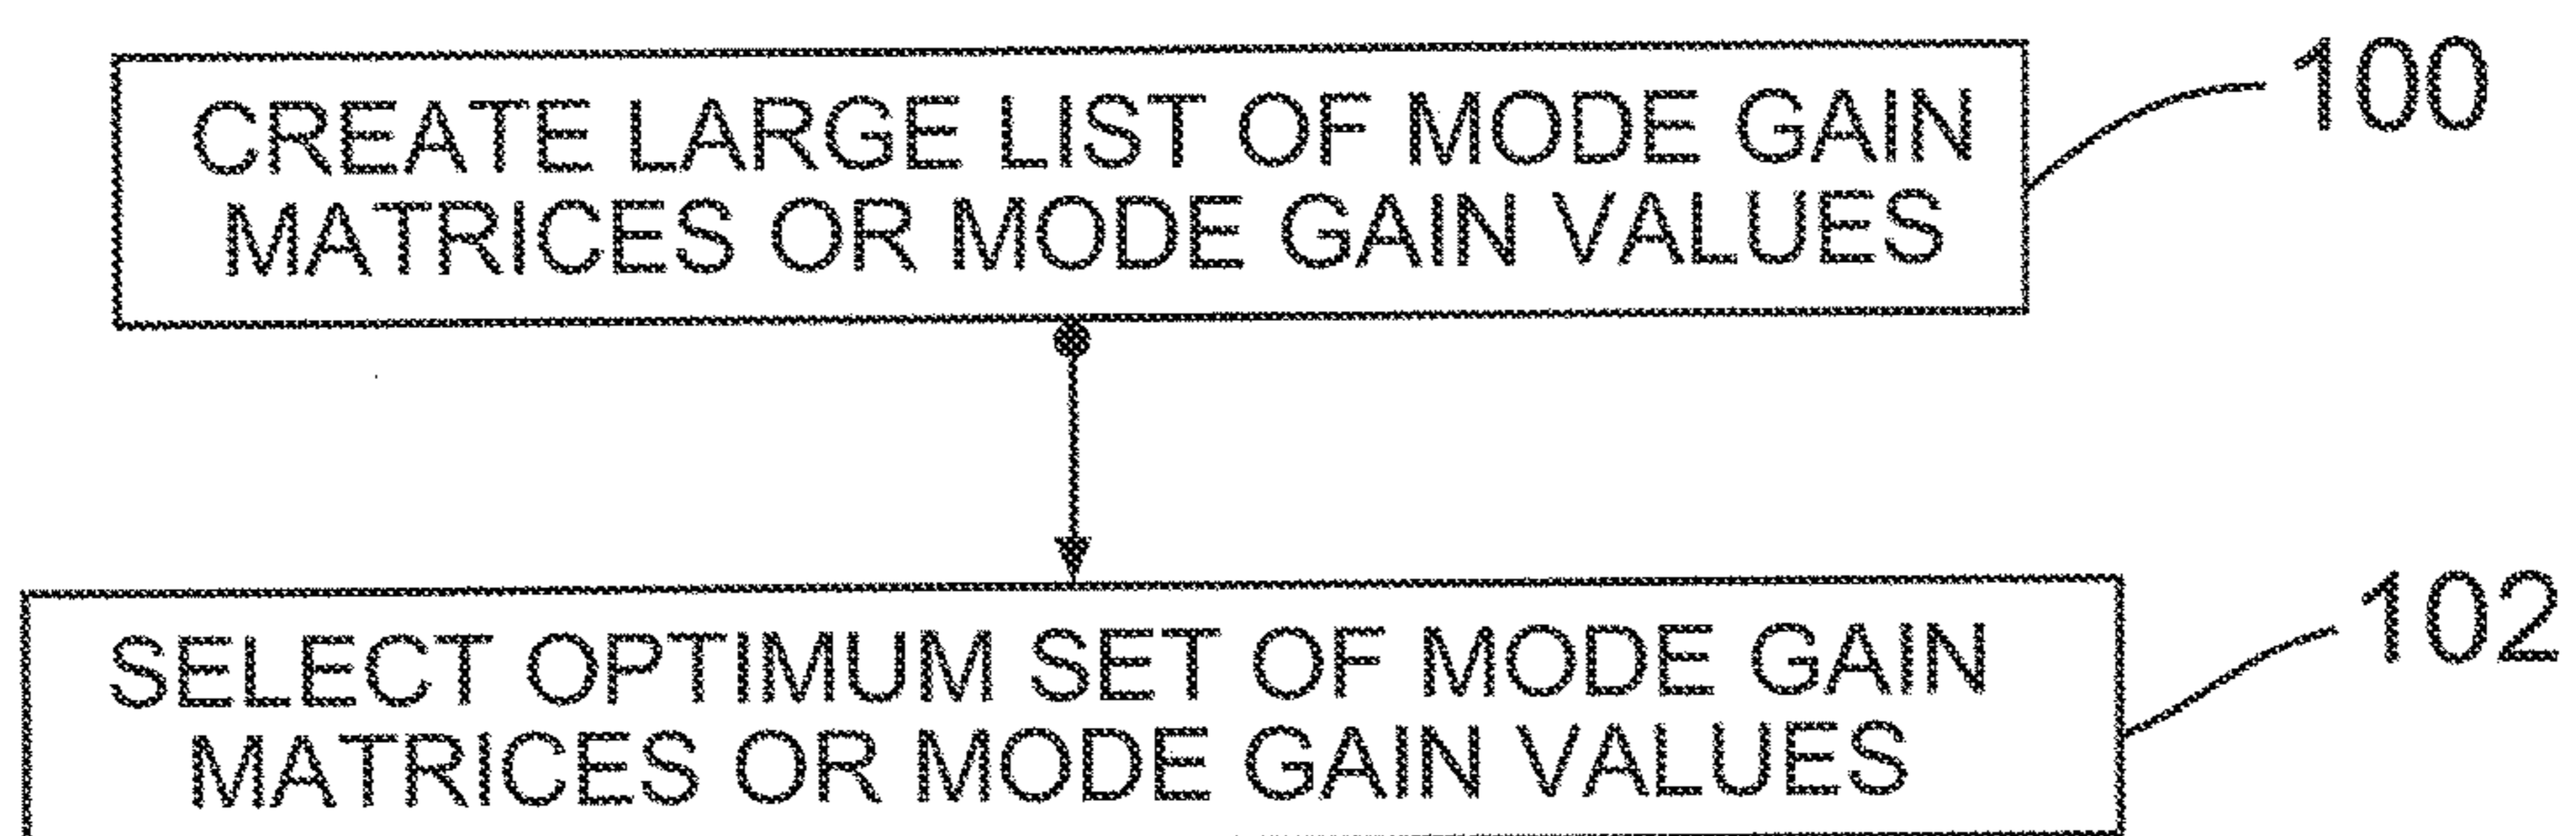 CREATE LARGE LIST OF MODE GAIN
MATRICES OR MODE GAIN VALUES
100
SELECT OPTIMUM SET OF MODE GAIN
MATRICES OR MODE GAIN VALUES
102